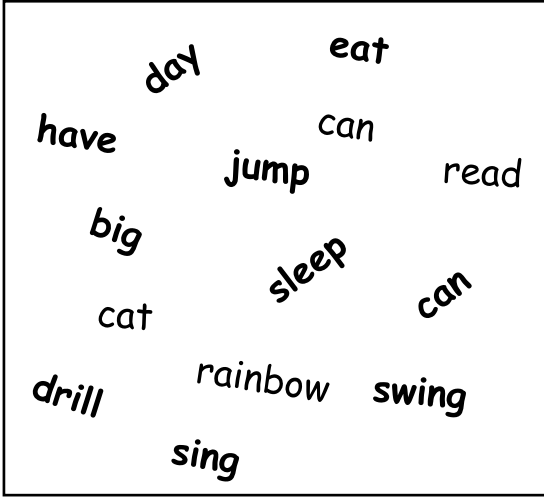 day
eat
have
can
jump
read
big
sleep
can
cat
rainbow
drill
swing
sing